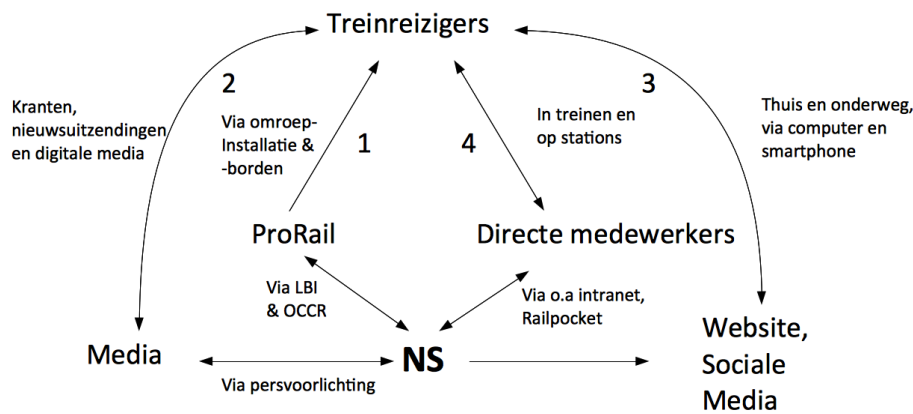 Treinreizigers
2
3
Kranten,
nieuwsuitzendingen
en digitale media
Via omroep-
Installatie &
-borden
1
4
In treinen en
op stations
Thuis en onderweg,
via computer en
smartphone
ProRail
Directe medewerkers
Via LBI
& OCCR
Via o.a intranet,
Railpocket
Media
NS
Website,
Sociale
Media
Via persvoorlichting